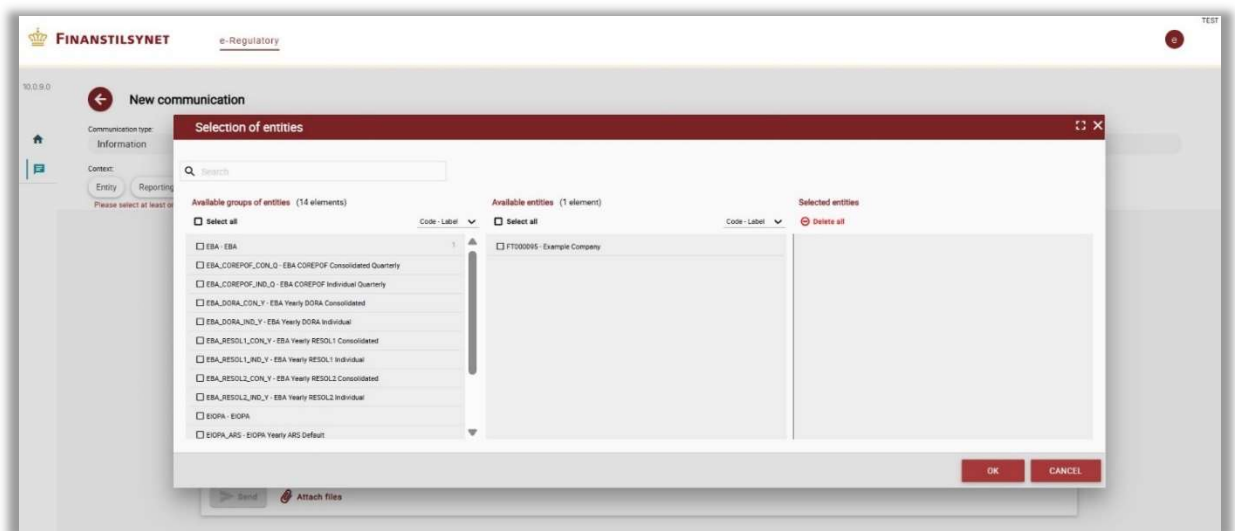 TEST
FINANSTILSYNET
e-Regulatory
e
10.0.9.0
New communication
Communication type:
Information
Context:
Entity
Reporting
Please select at least
Selection of entities
Search
Available groups of entities (14 elements)
Select all
Code - Label
EBA - EBA 1
EBA_COREPOF_CON_Q - EBA COREPOF Consolidated Quarterly
EBA_COREPOF_IND_Q - EBA COREPOF Individual Quarterly
EBA_DORA_CON_Y - EBA Yearly DORA Consolidated
EBA_DORA_IND_Y - EBA Yearly DORA Individual
EBA_RESOL1_CON_Y - EBA Yearly RESOL1 Consolidated
EBA_RESOL1_IND_Y - EBA Yearly RESOL1 Individual
EBA_RESOL2_CON_Y - EBA Yearly RESOL2 Consolidated
EBA_RESOL2_IND_Y - EBA Yearly RESOL2 Individual
EIOPA - EIOPA
EIOPA_ARS - EIOPA Yearly ARS Default
Available entities (1 element)
Select all
Code - Label
FT000095 - Example Company
Selected entities
Delete all
OK
CANCEL
Send
Attach files